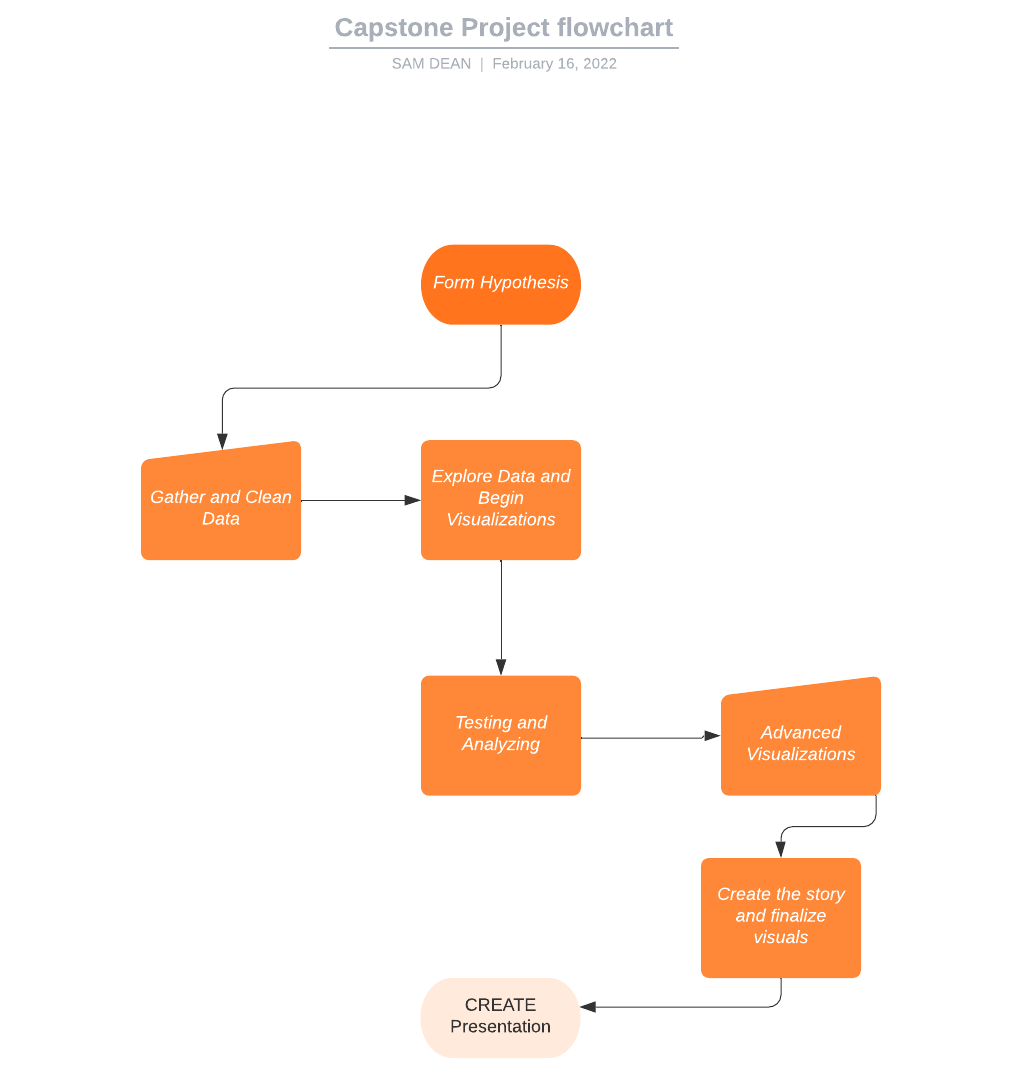 Capstone Project flowchart
SAM DEAN | February 16, 2022
Form Hypothesis
Gather and Clean
Data
Explore Data and
Begin
Visualizations
Testing and
Analyzing
Advanced
Visualizations
Create the story
and finalize
visuals
CREATE
Presentation